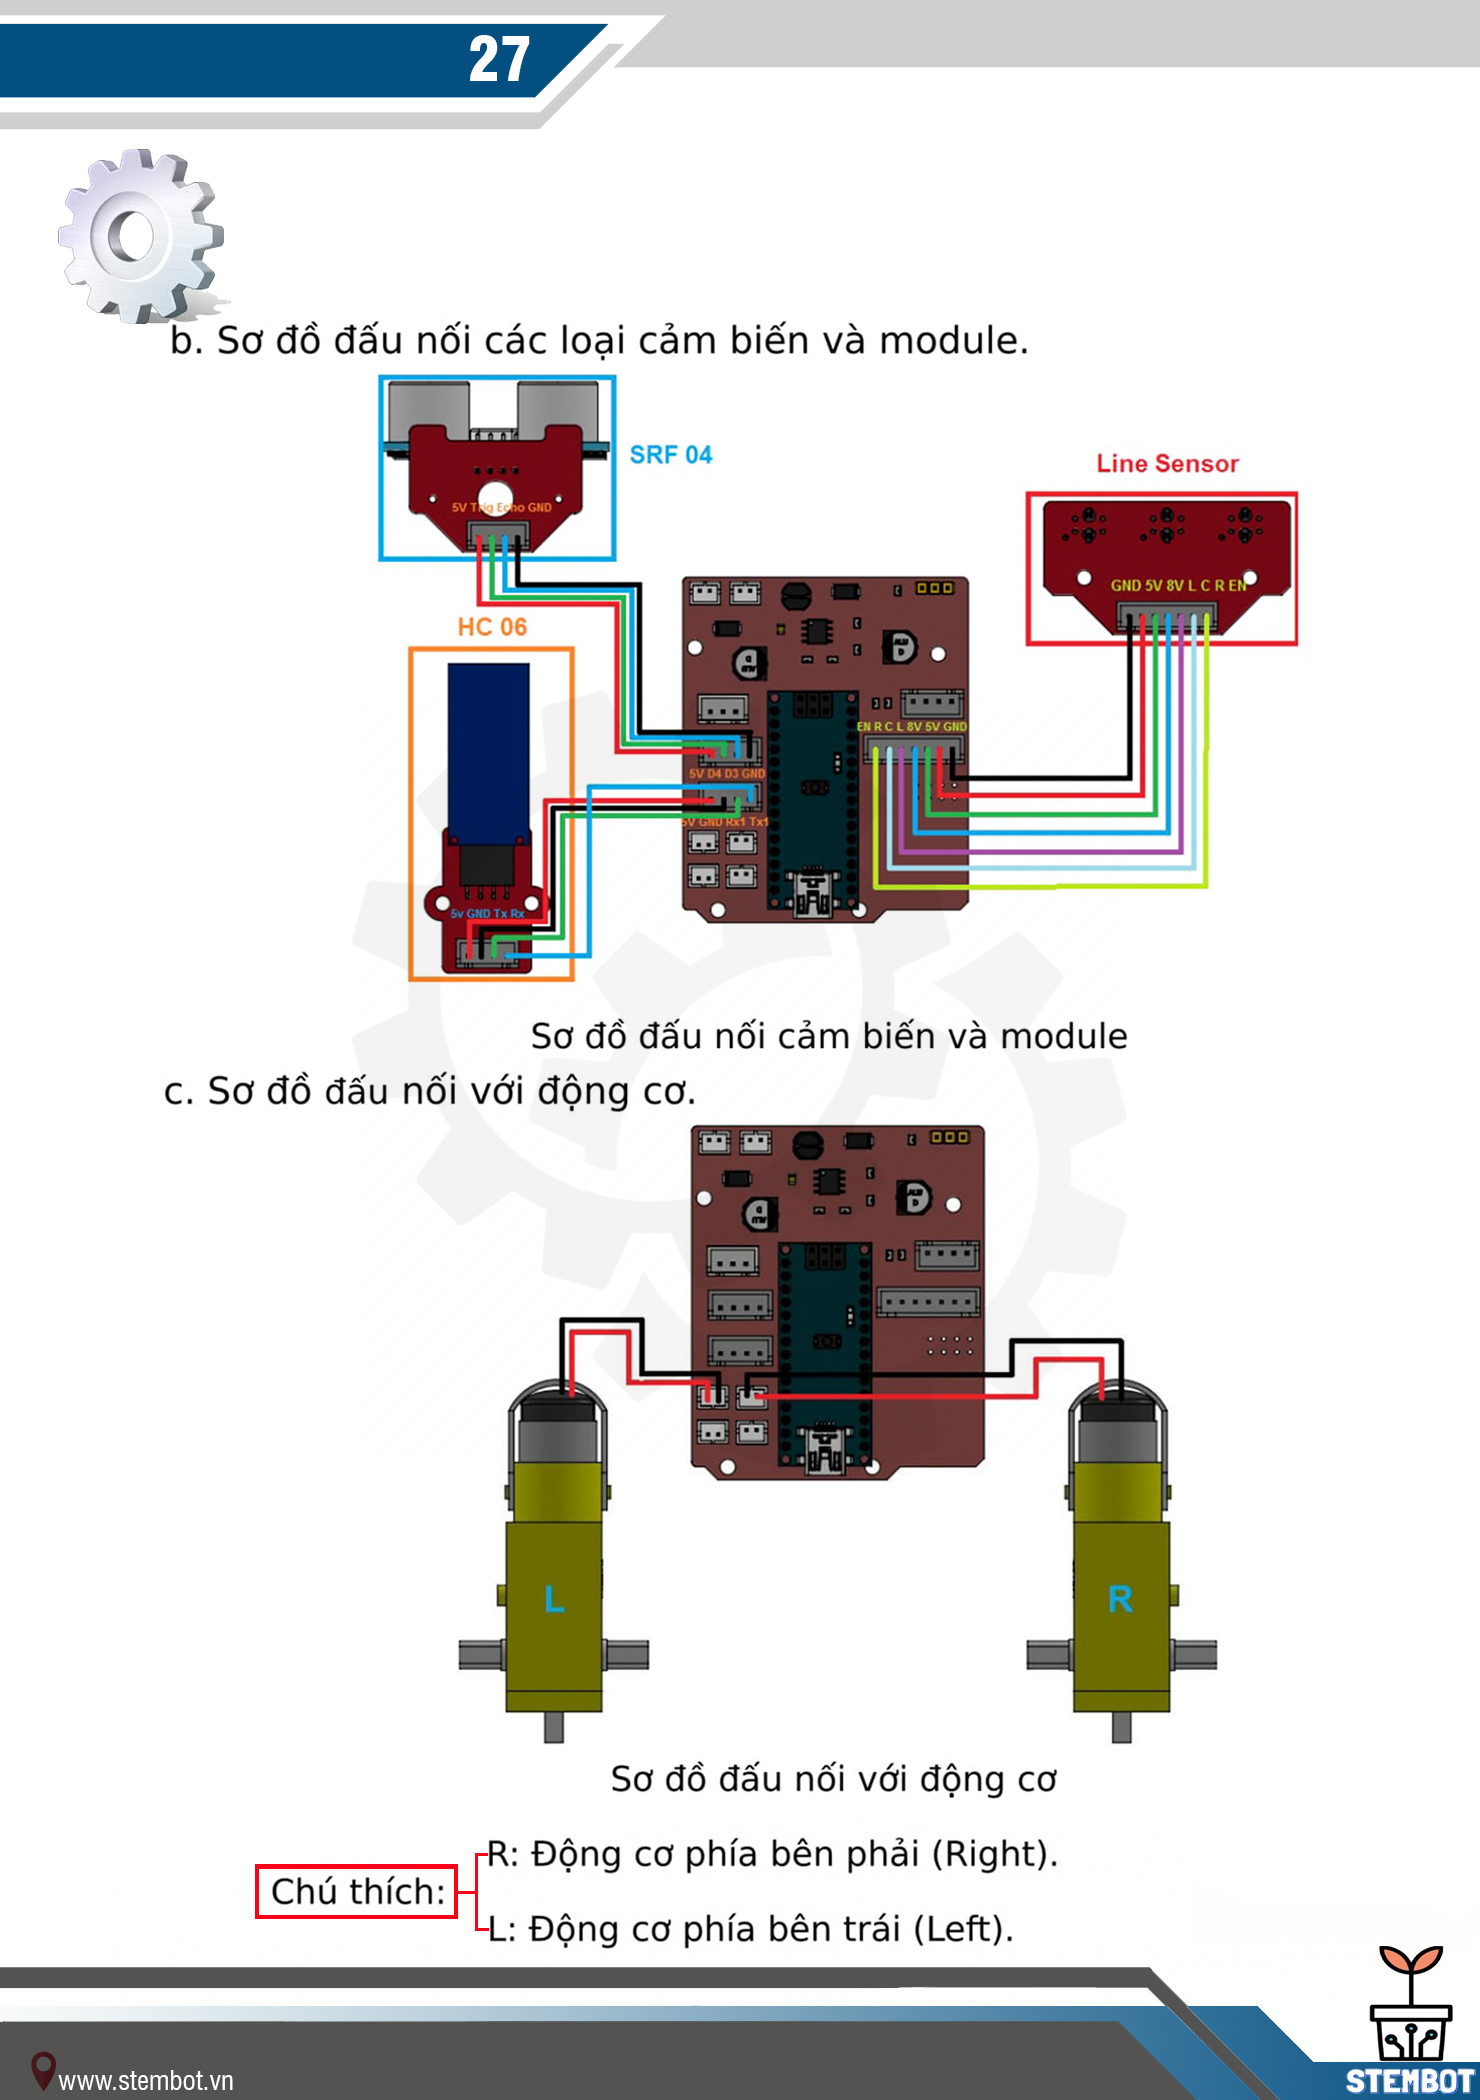 27
b. Sơ đồ đấu nối các loại cảm biến và module.
SRF 04
5V Trig Echo GND
Line Sensor
GND 5V 8V L C R EN
HC 06
EN R C L 8V 5V GND
5V D4 D3 GND
5V GND Rx1 Tx1
5v GND Tx Rx
Sơ đồ đấu nối cảm biến và module
c. Sơ đồ đấu nối với động cơ.
L
R
Sơ đồ đấu nối với động cơ
R: Động cơ phía bên phải (Right).
Chú thích:
L: Động cơ phía bên trái (Left).
www.stembot.vn
STEMBOT